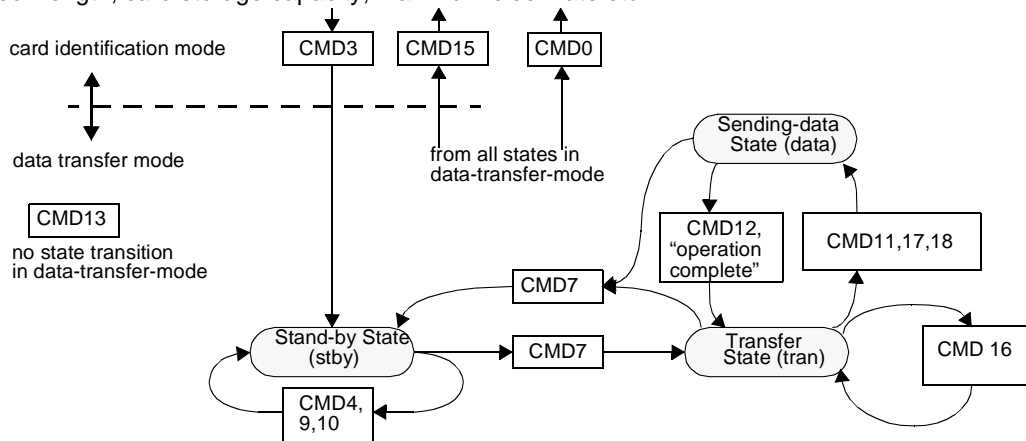 card identification mode
CMD3
CMD15
CMD0
data transfer mode
from all states in
data-transfer-mode
Sending-data
State (data)
CMD13
no state transition
in data-transfer-mode
CMD12,
“operation
complete”
CMD11,17,18
CMD7
Stand-by State
(stby)
CMD7
Transfer
State (tran)
CMD 16
CMD4,
9,10